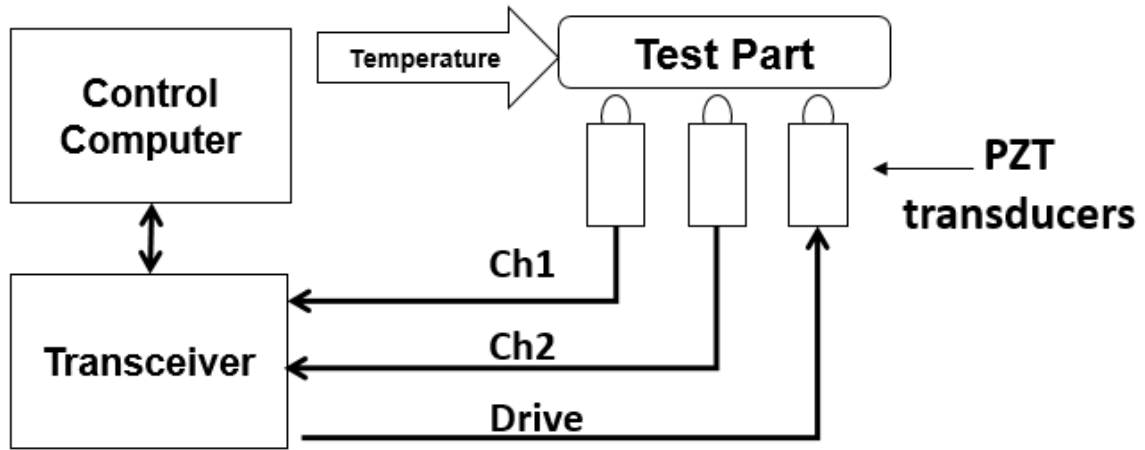 Control
Computer
Temperature
Test Part
PZT
transducers
Ch1
Ch2
Transceiver
Drive